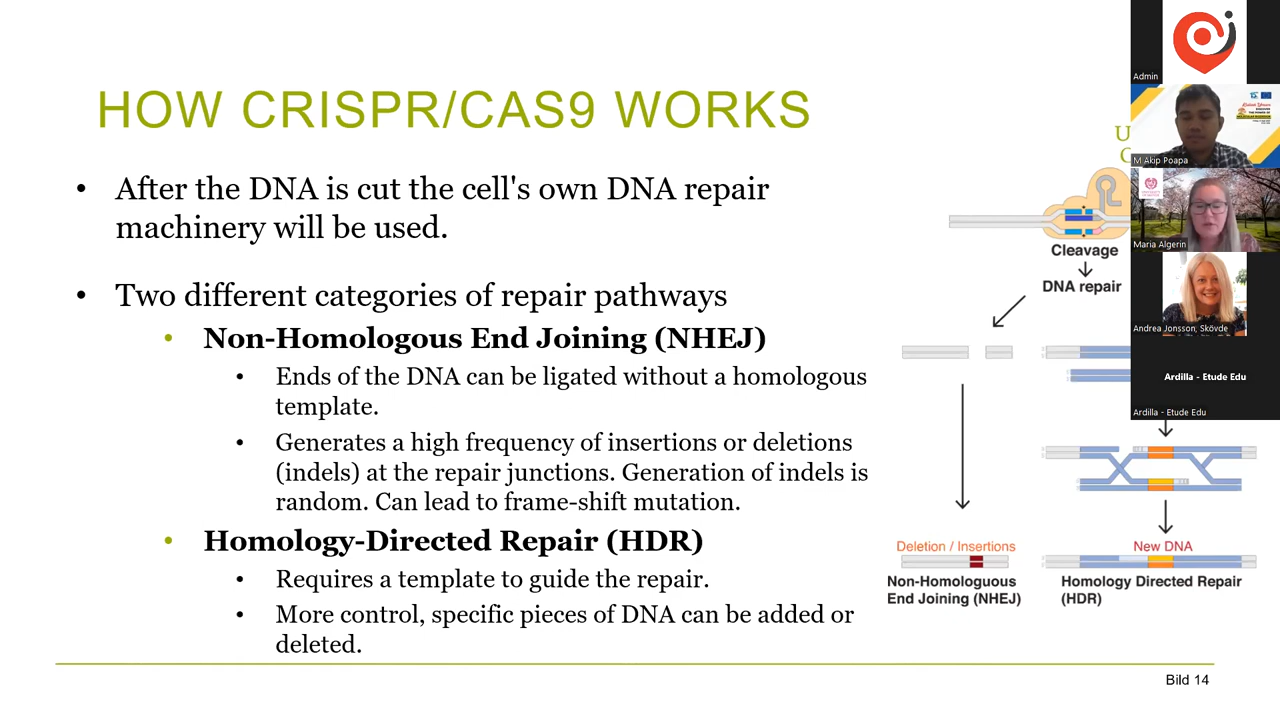 HOW CRISPR/CAS9 WORKS
• After the DNA is cut the cell's own DNA repair
machinery will be used.
• Two different categories of repair pathways
• Non-Homologous End Joining (NHEJ)
• Ends of the DNA can be ligated without a homologous
template.
• Generates a high frequency of insertions or deletions
(indels) at the repair junctions. Generation of indels is
random. Can lead to frame-shift mutation.
• Homology-Directed Repair (HDR)
• Requires a template to guide the repair.
• More control, specific pieces of DNA can be added or
deleted.
Cleavage
DNA repair
Deletion / Insertions
Non-Homologuous
End Joining (NHEJ)
New DNA
Homology Directed Repair
(HDR)
Bild 14
Admin
M Akip Poapa
Maria Algerin
Andrea Jonsson, Skövde
Ardilla - Etude Edu
Ardilla - Etude Edu